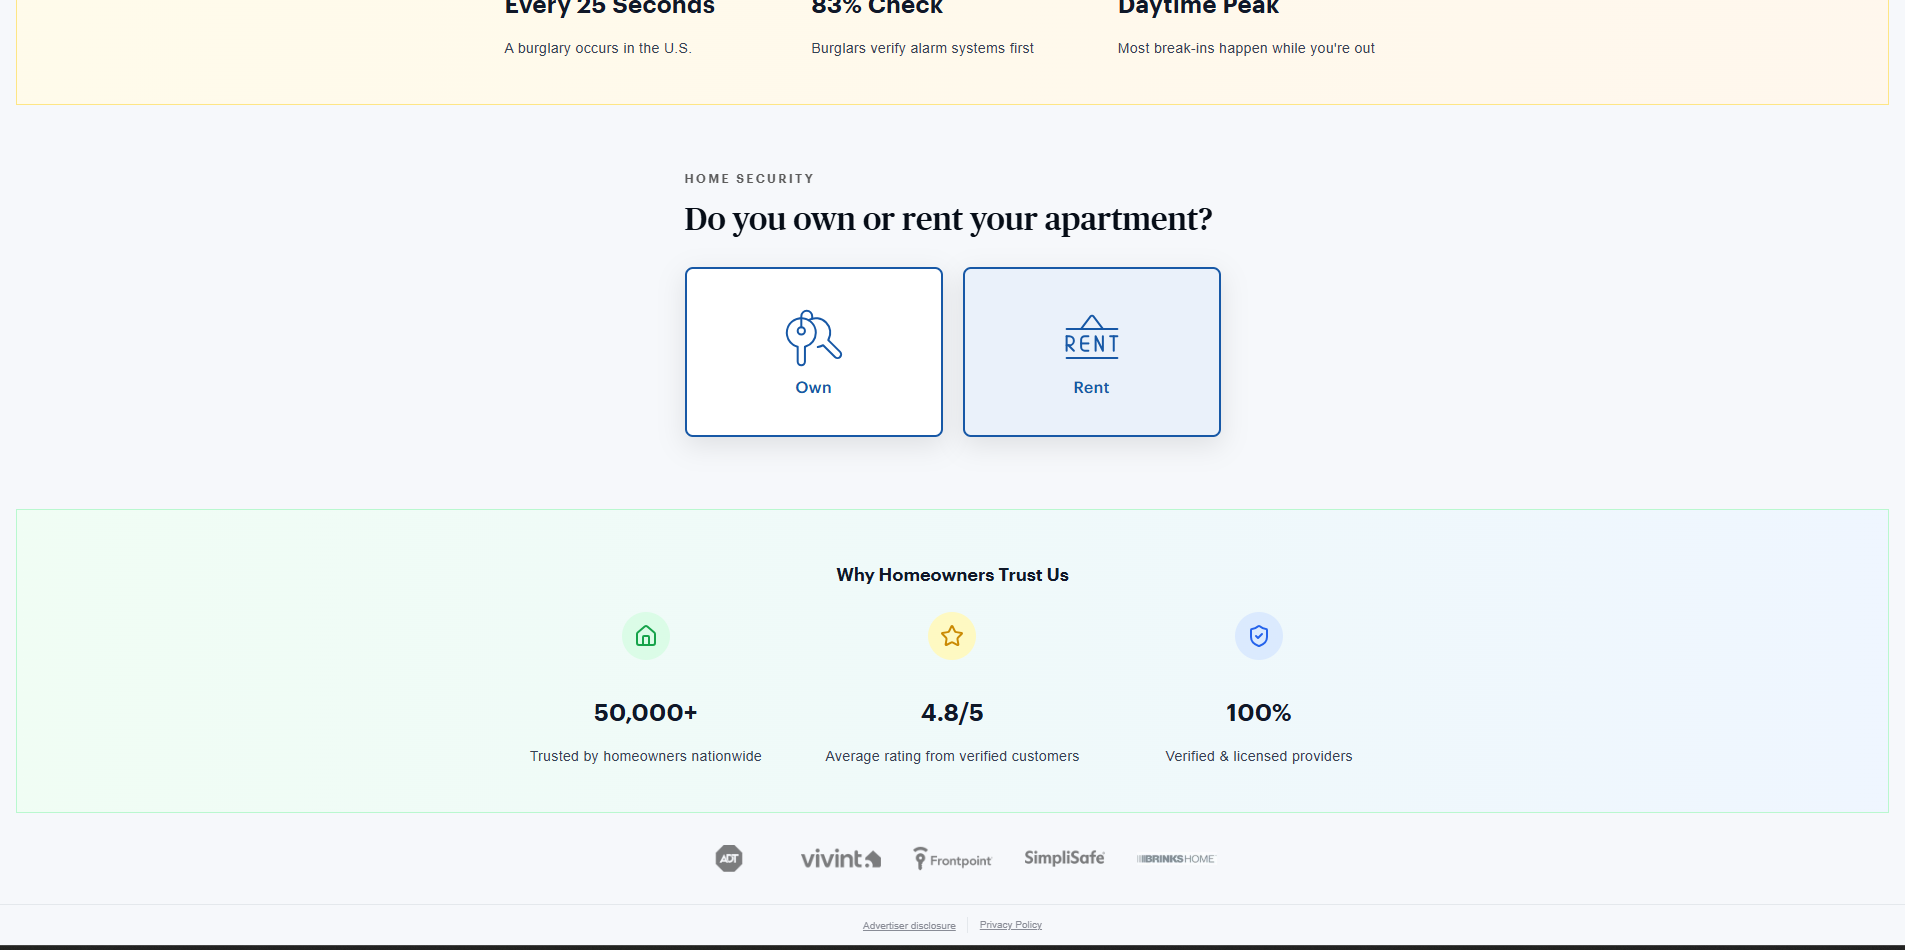 Every 25 Seconds
83% Check
Daytime Peak
A burglary occurs in the U.S.
Burglars verify alarm systems first
Most break-ins happen while you're out
HOME SECURITY
Do you own or rent your apartment?
RENT
Own
Rent
Why Homeowners Trust Us
50,000+
4.8/5
100%
Trusted by homeowners nationwide
Average rating from verified customers
Verified & licensed providers
ADT
vivint
Frontpoint
SimpliSafe
BRINKS HOME
Advertiser disclosure
Privacy Policy